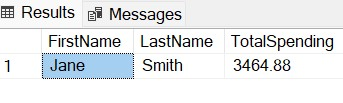 Results Messages
FirstName LastName TotalSpending
1 Jane Smith 3464.88